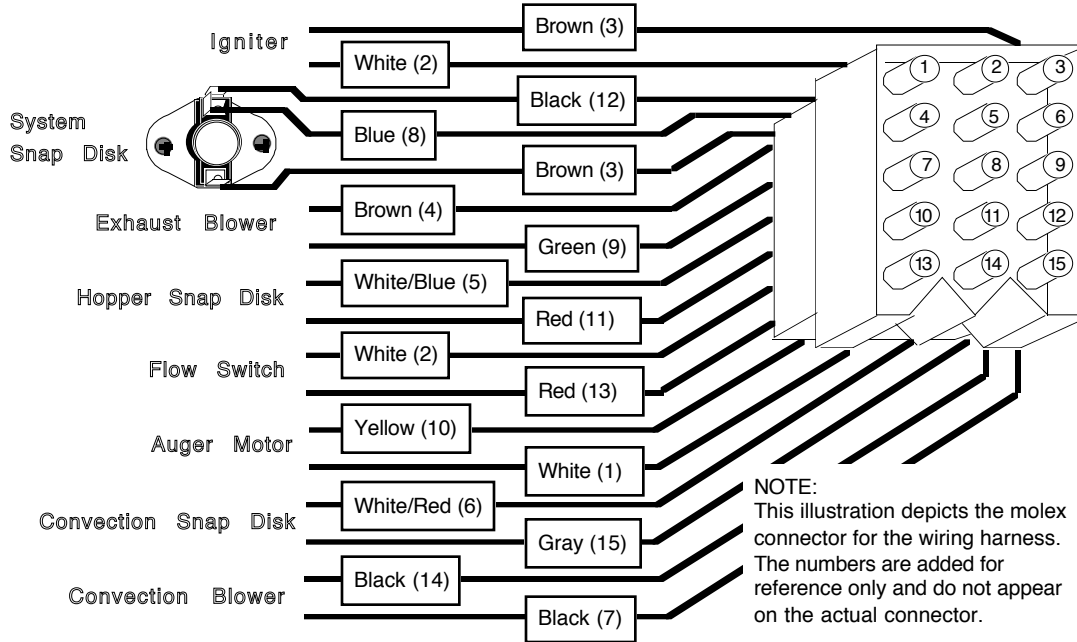 Igniter
Brown (3)
White (2)
System
Snap Disk
Black (12)
Blue (8)
Brown (3)
Exhaust Blower
Brown (4)
Green (9)
Hopper Snap Disk
White/Blue (5)
Red (11)
Flow Switch
White (2)
Red (13)
Auger Motor
Yellow (10)
White (1)
Convection Snap Disk
White/Red (6)
Gray (15)
Convection Blower
Black (14)
Black (7)
1 2 3
4 5 6
7 8 9
10 11 12
13 14 15
NOTE:
This illustration depicts the molex
connector for the wiring harness.
The numbers are added for
reference only and do not appear
on the actual connector.